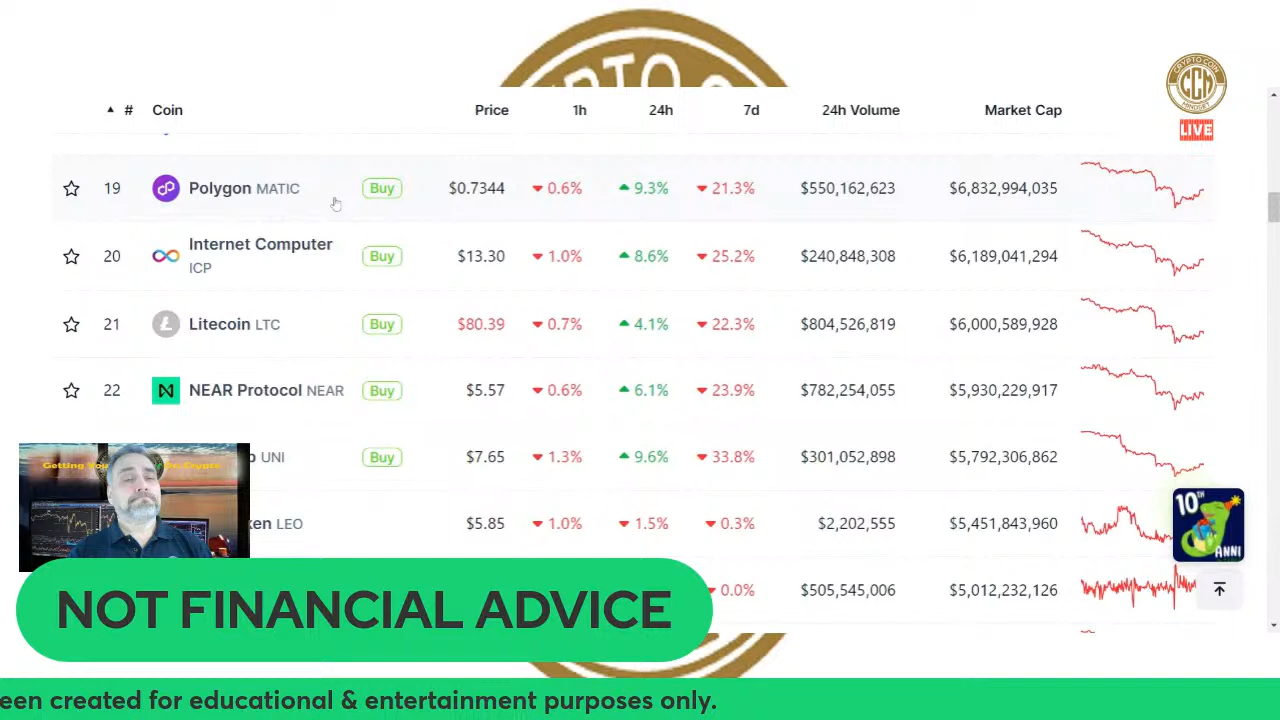 # Coin Price 1h 24h 7d 24h Volume Market Cap
CRYPTO COIN
CCM
MINDSET
LIVE
19 Polygon MATIC Buy $0.7344 0.6% 9.3% 21.3% $550,162,623 $6,832,994,035
20 Internet Computer ICP Buy $13.30 1.0% 8.6% 25.2% $240,848,308 $6,189,041,294
21 Litecoin LTC Buy $80.39 0.7% 4.1% 22.3% $804,526,819 $6,000,589,928
22 NEAR Protocol NEAR Buy $5.57 0.6% 6.1% 23.9% $782,254,055 $5,930,229,917
UNI Buy $7.65 1.3% 9.6% 33.8% $301,052,898 $5,792,306,862
LEO $5.85 1.0% 1.5% 0.3% $2,202,555 $5,451,843,960
10TH
ANNI
0.0% $505,545,006 $5,012,232,126
NOT FINANCIAL ADVICE
een created for educational & entertainment purposes only.